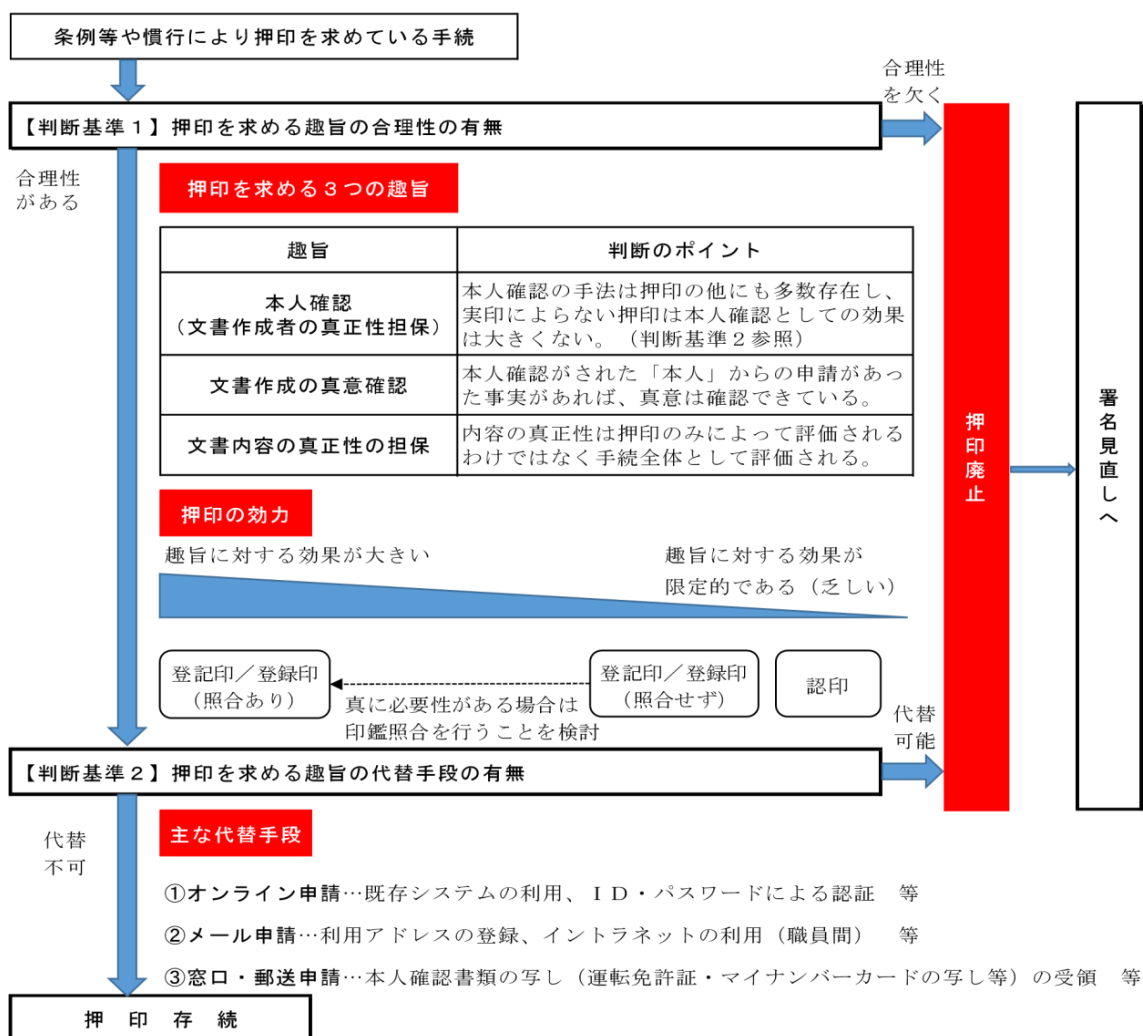 条例等や慣行により押印を求めている手続
合理性
を欠く
【判断基準１】押印を求める趣旨の合理性の有無
合理性
がある
押印を求める３つの趣旨
趣旨
判断のポイント
本人確認
（文書作成者の真正性担保）
本人確認の手法は押印の他にも多数存在し、
実印によらない押印は本人確認としての効果
は大きくない。（判断基準２参照）
文書作成の真意確認
本人確認がされた「本人」からの申請があっ
た事実があれば、真意は確認できている。
文書内容の真正性の担保
内容の真正性は押印のみによって評価される
わけではなく手続全体として評価される。
押印廃止
署名見直しへ
押印の効力
趣旨に対する効果が大きい
趣旨に対する効果が
限定的である（乏しい）
登記印／登録印
（照合あり）
真に必要性がある場合は
印鑑照合を行うことを検討
登記印／登録印
（照合せず）
認印
代替
可能
【判断基準２】押印を求める趣旨の代替手段の有無
代替
不可
主な代替手段
①オンライン申請…既存システムの利用、ＩＤ・パスワードによる認証　等
②メール申請…利用アドレスの登録、イントラネットの利用（職員間）　等
③窓口・郵送申請…本人確認書類の写し（運転免許証・マイナンバーカードの写し等）の受領　等
押　印　存　続